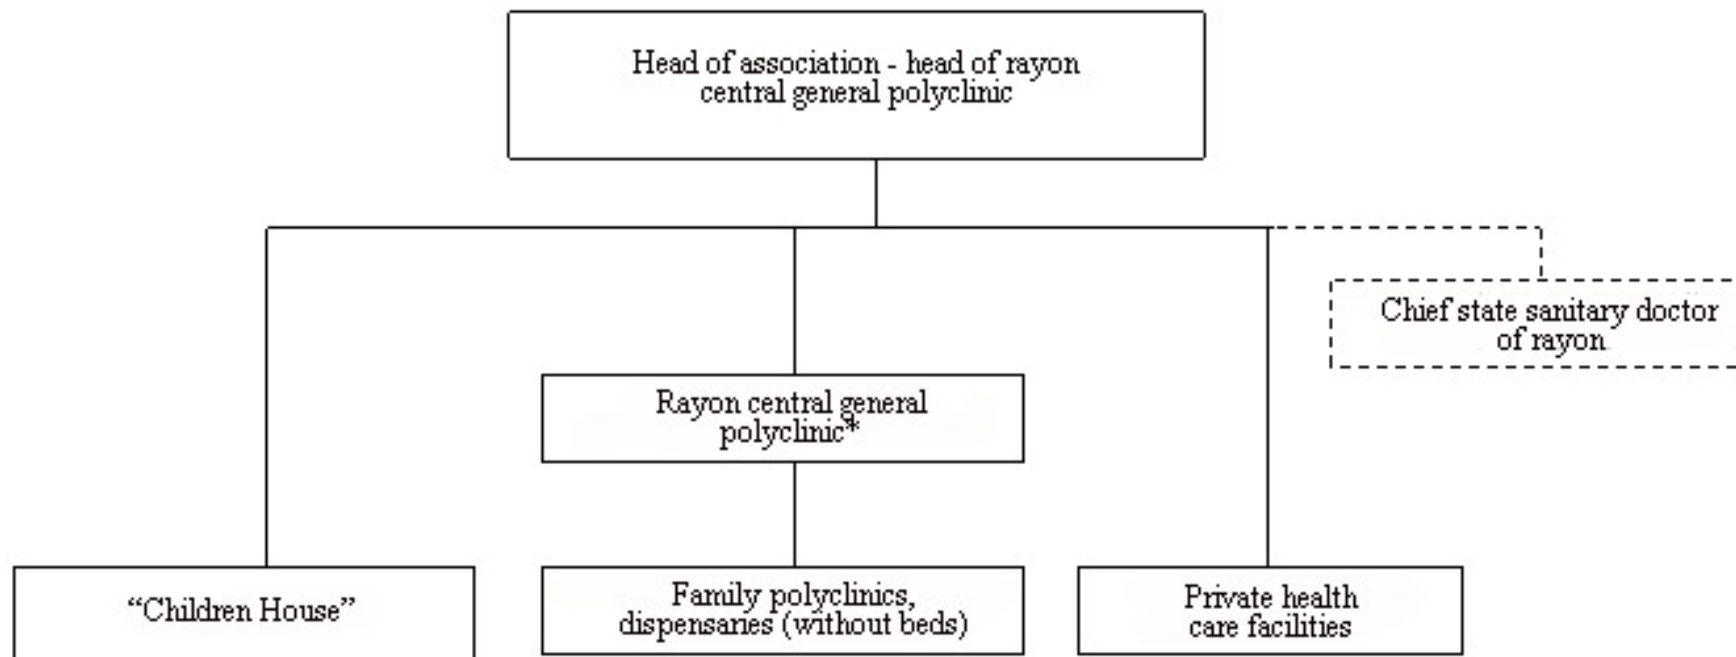 Head of association - head of rayon
central general polyclinic
Chief state sanitary doctor
of rayon
Rayon central general
polyclinic*
“Children House”
Family polyclinics,
dispensaries (without beds)
Private health
care facilities